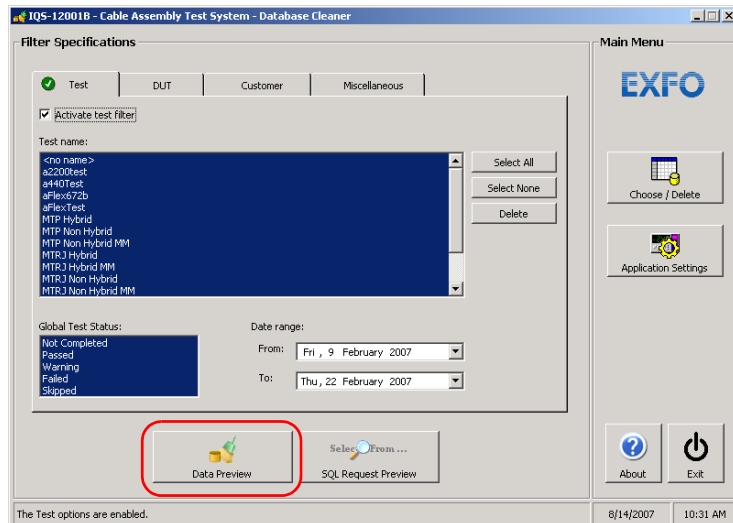 IQS-12001B - Cable Assembly Test System - Database Cleaner
Filter Specifications
Main Menu
Test
DUT
Customer
Miscellaneous
EXFO
Activate test filter
Test name:
<no name>
a2200test
a440Test
aFlex672b
aFlexTest
MTP Hybrid
MTP Non Hybrid
MTP Non Hybrid MM
MTRJ Hybrid
MTRJ Hybrid MM
MTRJ Non Hybrid
MTRJ Non Hybrid MM
Select All
Select None
Delete
Choose / Delete
Application Settings
Global Test Status:
Not Completed
Passed
Warning
Failed
Skipped
Date range:
From:
Fri , 9 February 2007
To:
Thu, 22 February 2007
Data Preview
Selec From ...
SQL Request Preview
About
Exit
The Test options are enabled.
8/14/2007
10:31 AM